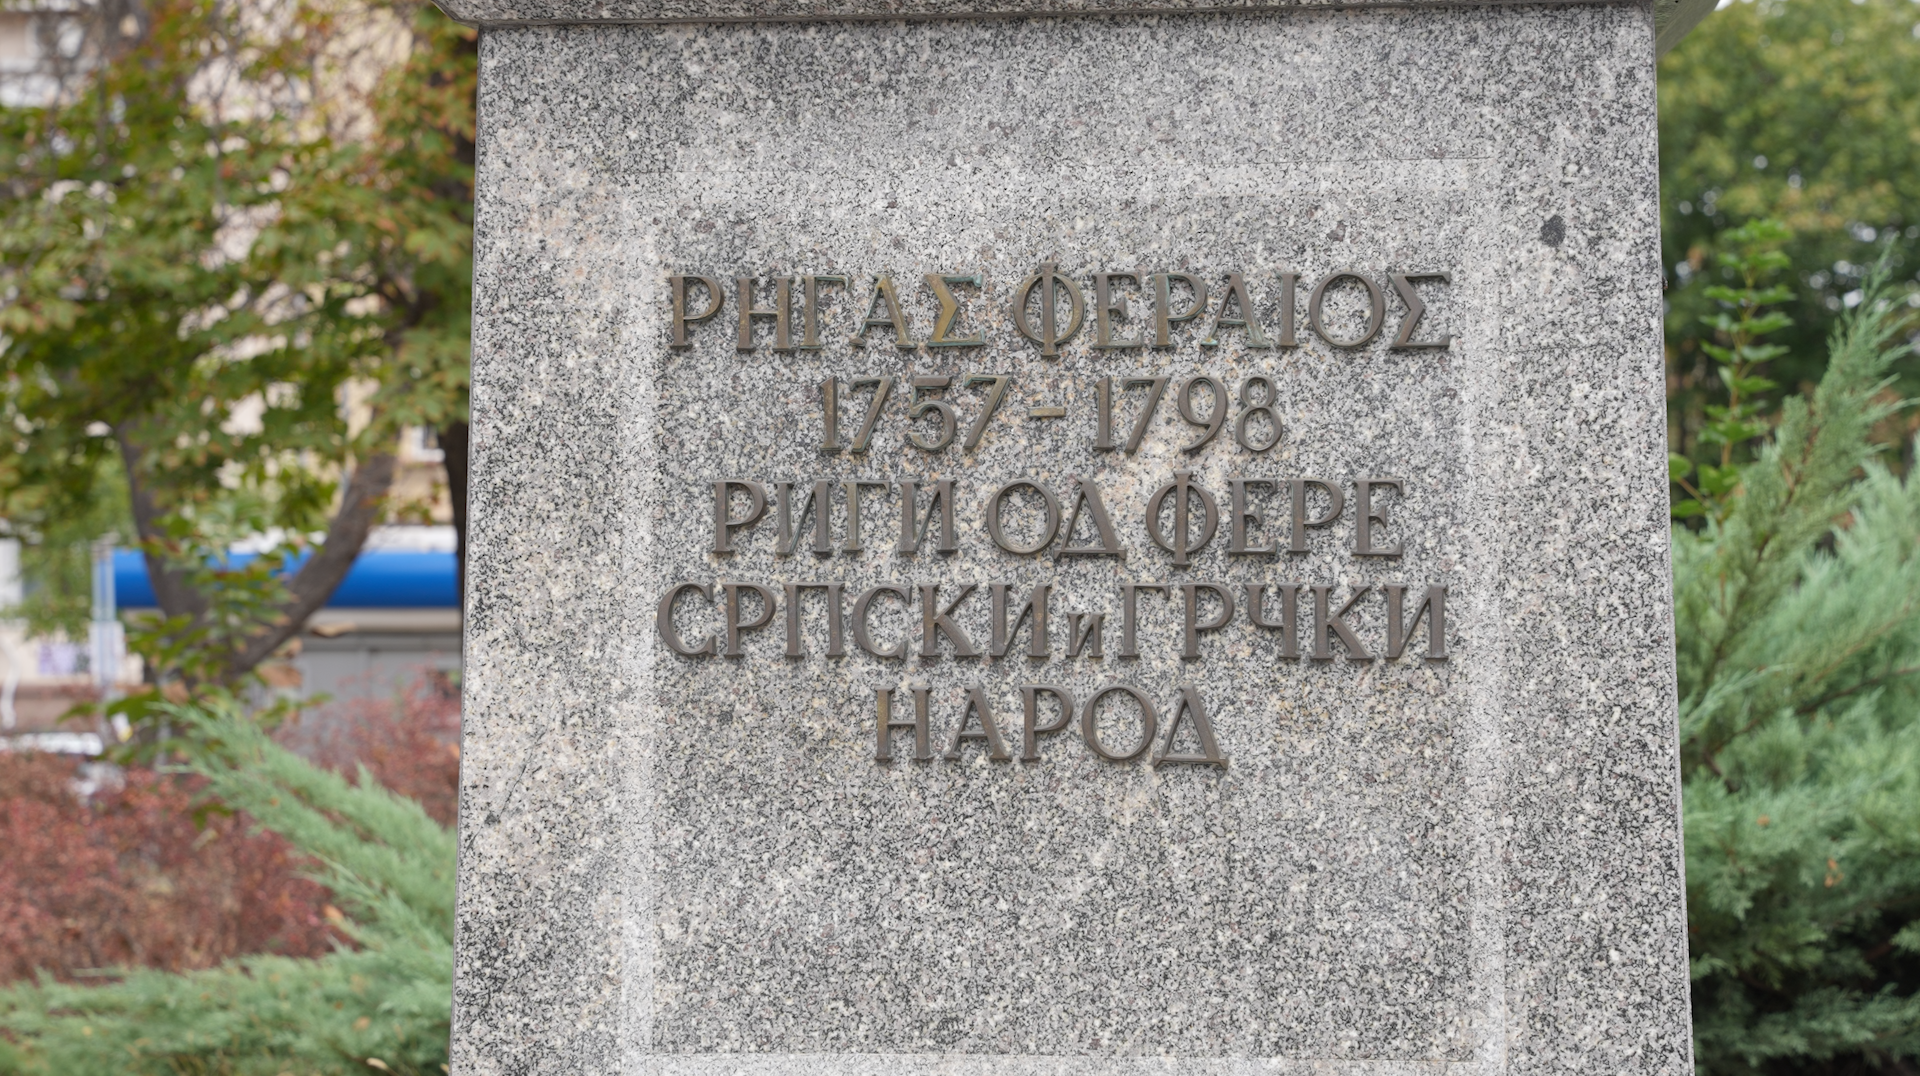 ΡΗΓΑΣ ΦΕΡΑΙΟΣ
1757-1798
РИГИ ОД ФЕРЕ
СРПСКИ и ГРЧКИ
НАРОД